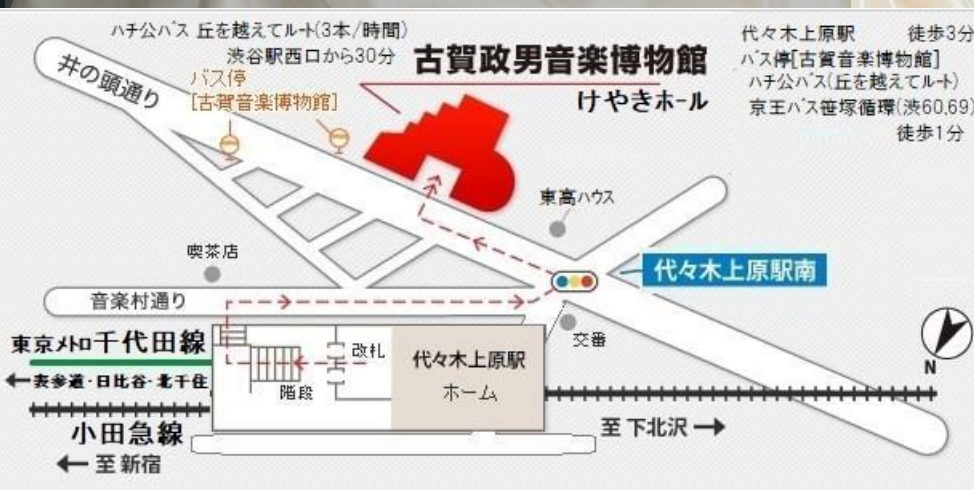 ハチ公バス 丘を越えてルート(3本/時間)
渋谷駅西口から30分
古賀政男音楽博物館
けやきホール
代々木上原駅 徒歩3分
バス停[古賀音楽博物館]
ハチ公バス(丘を越えてルート)
京王バス笹塚循環(渋60,69)
徒歩1分
井の頭通り
バス停
[古賀音楽博物館]
東高ハウス
喫茶店
代々木上原駅南
音楽村通り
交番
東京メトロ千代田線
改札
代々木上原駅
ホーム
階段
N
←表参道・日比谷・北千住
小田急線
至 下北沢→
← 至 新宿